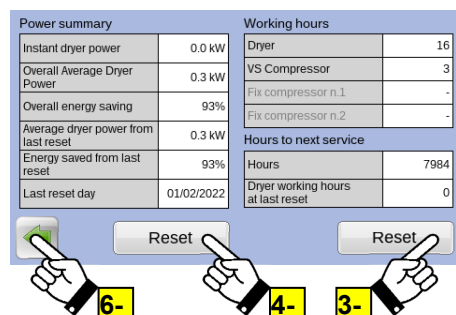 Power summary
Instant dryer power 0.0 kW
Overall Average Dryer
Power 0.3 kW
Overall energy saving 93%
Average dryer power from
last reset 0.3 kW
Energy saved from last
reset 93%
Last reset day 01/02/2022
Working hours
Dryer 16
VS Compressor 3
Fix compressor n.1 -
Fix compressor n.2 -
Hours to next service
Hours 7984
Dryer working hours
at last reset 0
Reset
Reset
6-
4-
3-